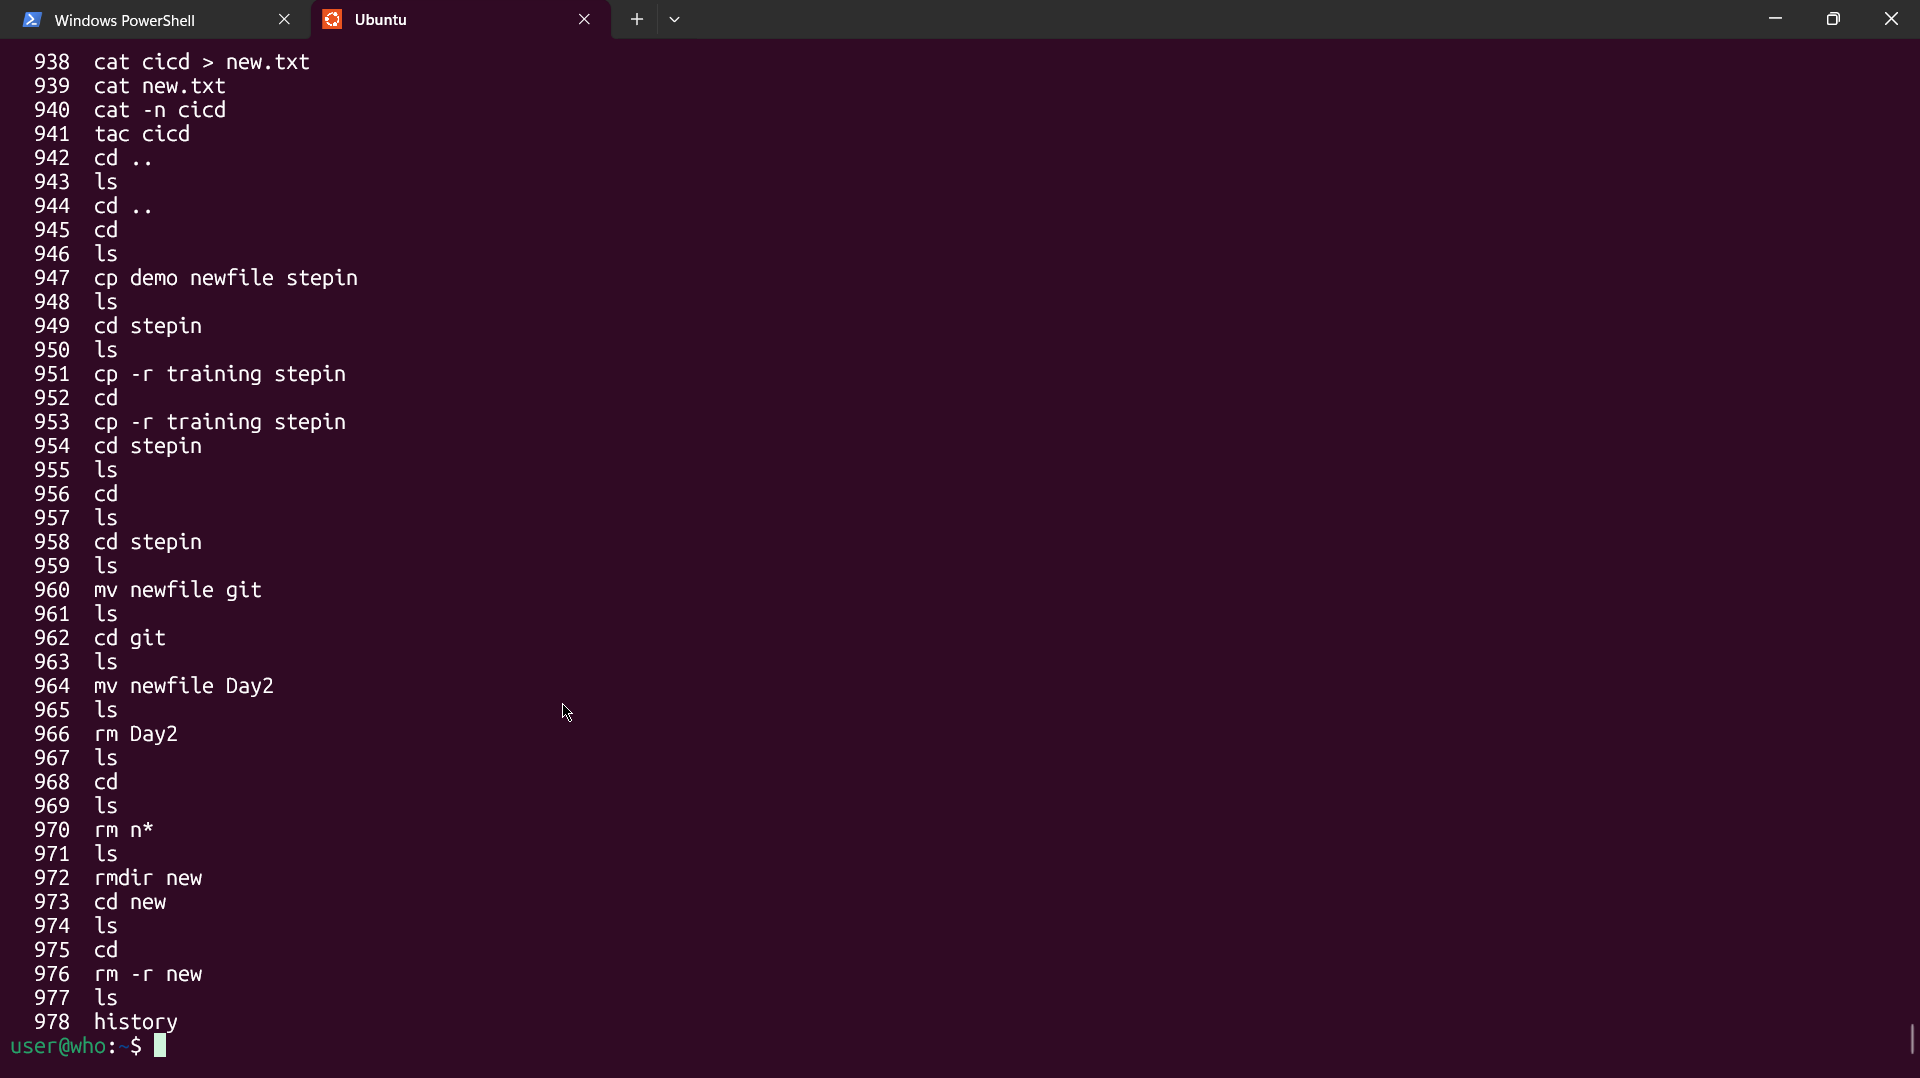 Windows PowerShell
Ubuntu
938 cat cicd > new.txt
939 cat new.txt
940 cat -n cicd
941 tac cicd
942 cd ..
943 ls
944 cd ..
945 cd
946 ls
947 cp demo newfile stepin
948 ls
949 cd stepin
950 ls
951 cp -r training stepin
952 cd
953 cp -r training stepin
954 cd stepin
955 ls
956 cd
957 ls
958 cd stepin
959 ls
960 mv newfile git
961 ls
962 cd git
963 ls
964 mv newfile Day2
965 ls
966 rm Day2
967 ls
968 cd
969 ls
970 rm n*
971 ls
972 rmdir new
973 cd new
974 ls
975 cd
976 rm -r new
977 ls
978 history
user@who:~$